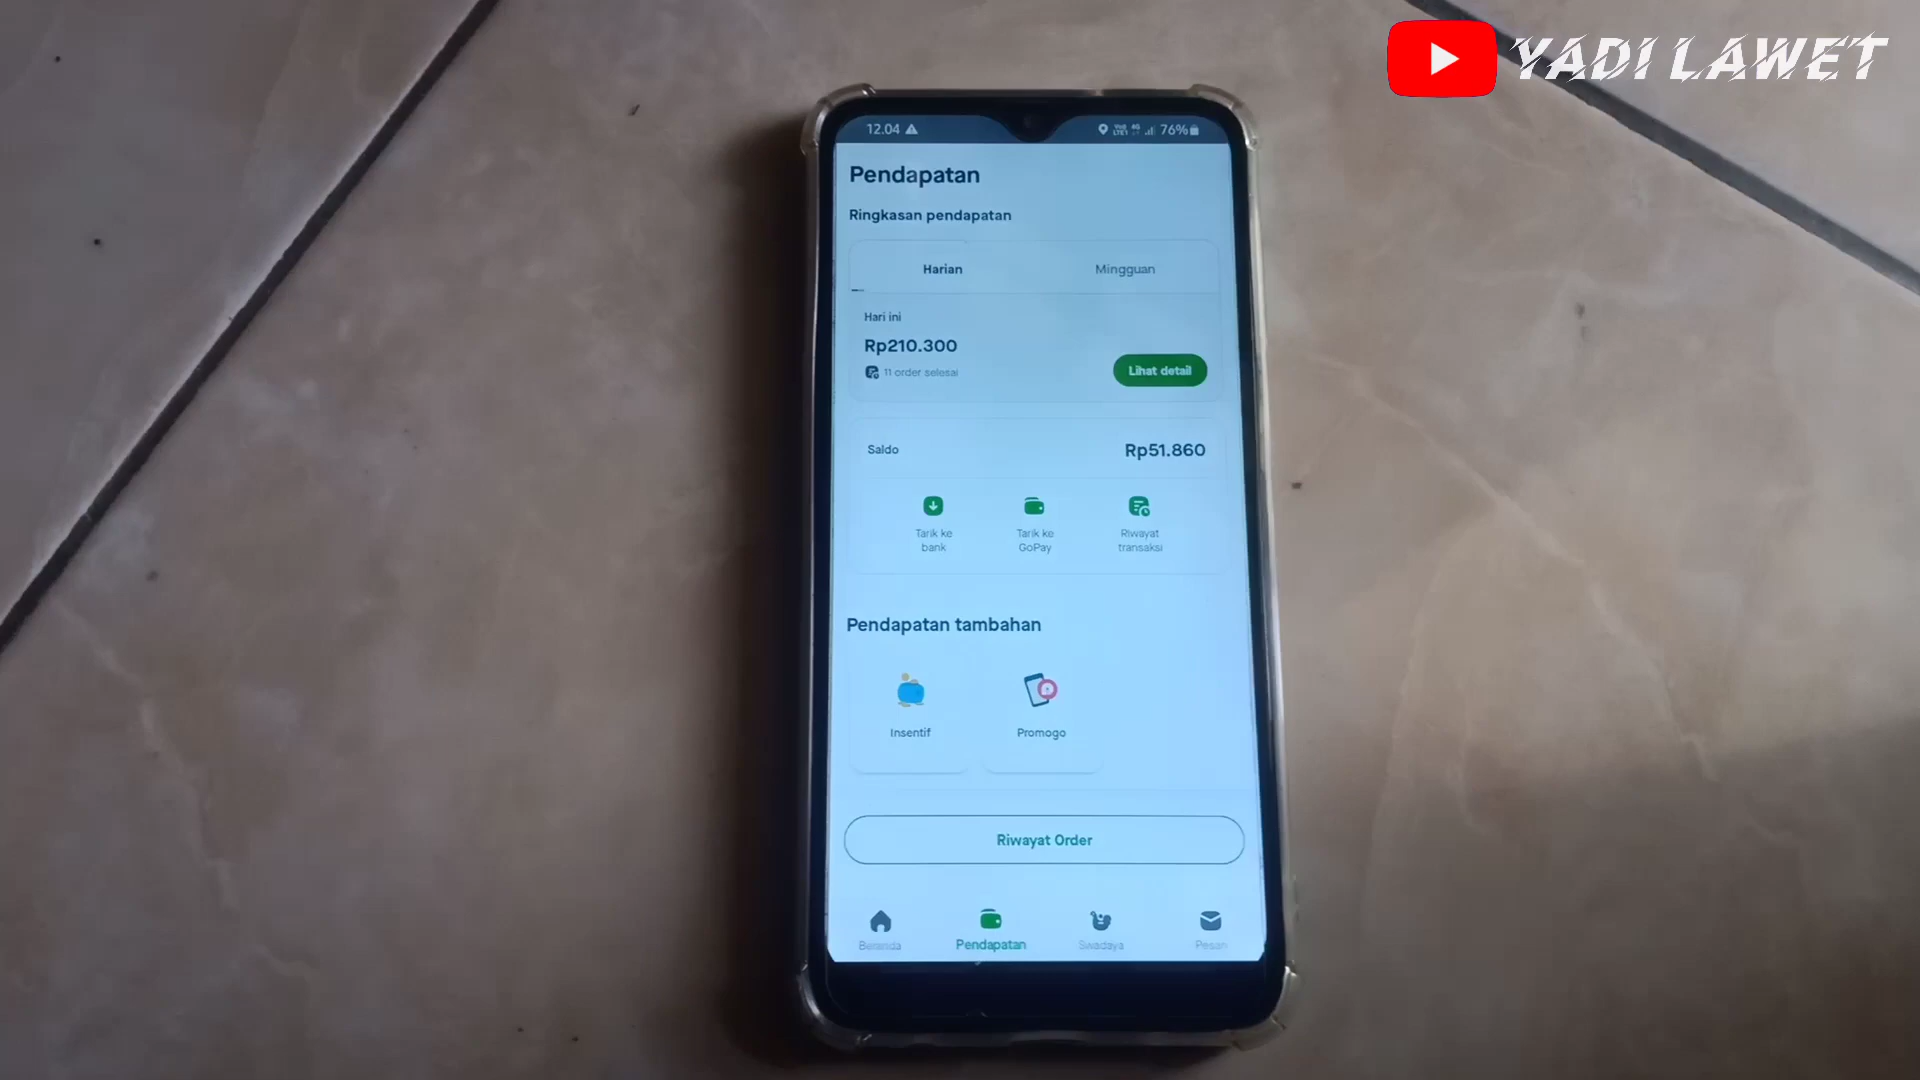 YADI LAWET
12.04
76%
Pendapatan
Ringkasan pendapatan
Harian
Mingguan
Hari ini
Rp210.300
11 order selesai
Lihat detail
Saldo
Rp51.860
Tarik ke
bank
Tarik ke
GoPay
Riwayat
transaksi
Pendapatan tambahan
Insentif
Promogo
Riwayat Order
Beranda
Pendapatan
Swadaya
Pesan